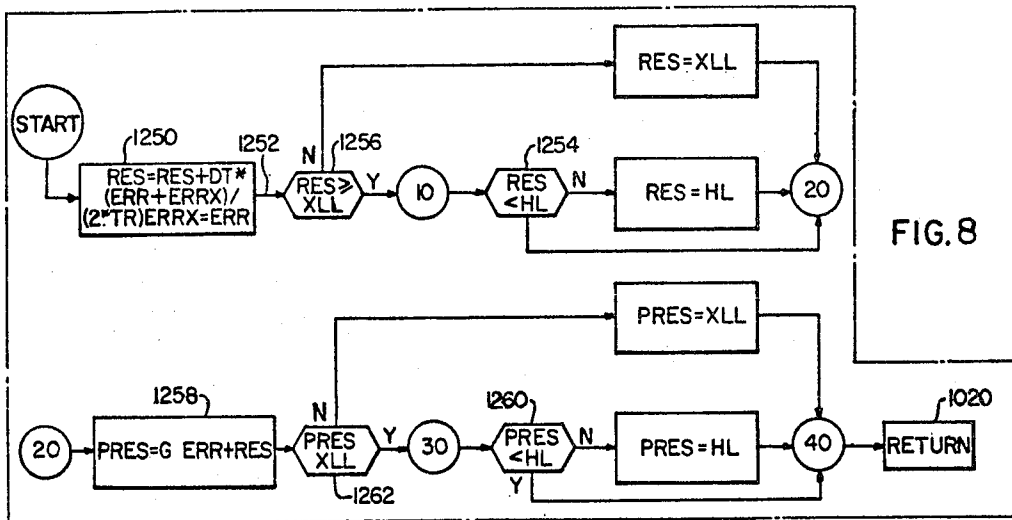 START
1250
RES=RES+DT*
(ERR+ERRX)/
(2.*TR)ERRX=ERR
1252
N
1256
RES≥
XLL
Y
10
1254
RES
<HL
N
RES=XLL
RES=HL
20
FIG. 8
20
1258
PRES=G ERR+RES
N
PRES
XLL
1262
Y
30
1260
PRES
<HL
N
Y
PRES=XLL
PRES=HL
40
1020
RETURN